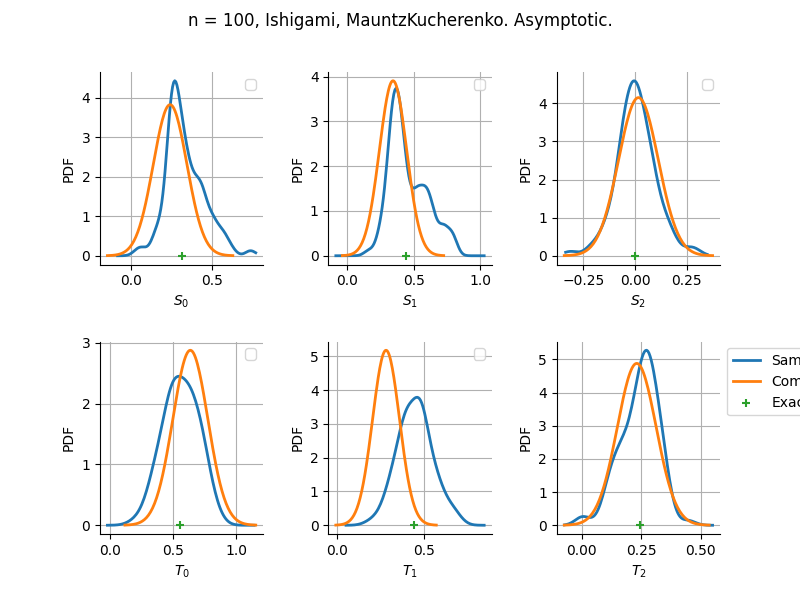 n = 100, Ishigami, MauntzKucherenko. Asymptotic.
PDF
4
3
2
1
0
0.0 0.5
S₀
PDF
4
3
2
1
0
0.0 0.5 1.0
S₁
PDF
4
3
2
1
0
−0.25 0.00 0.25
S₂
PDF
3
2
1
0
0.0 0.5 1.0
T₀
PDF
5
4
3
2
1
0
0.0 0.5
T₁
PDF
5
4
3
2
1
0
0.00 0.25 0.50
T₂
Sam
Com
Exac